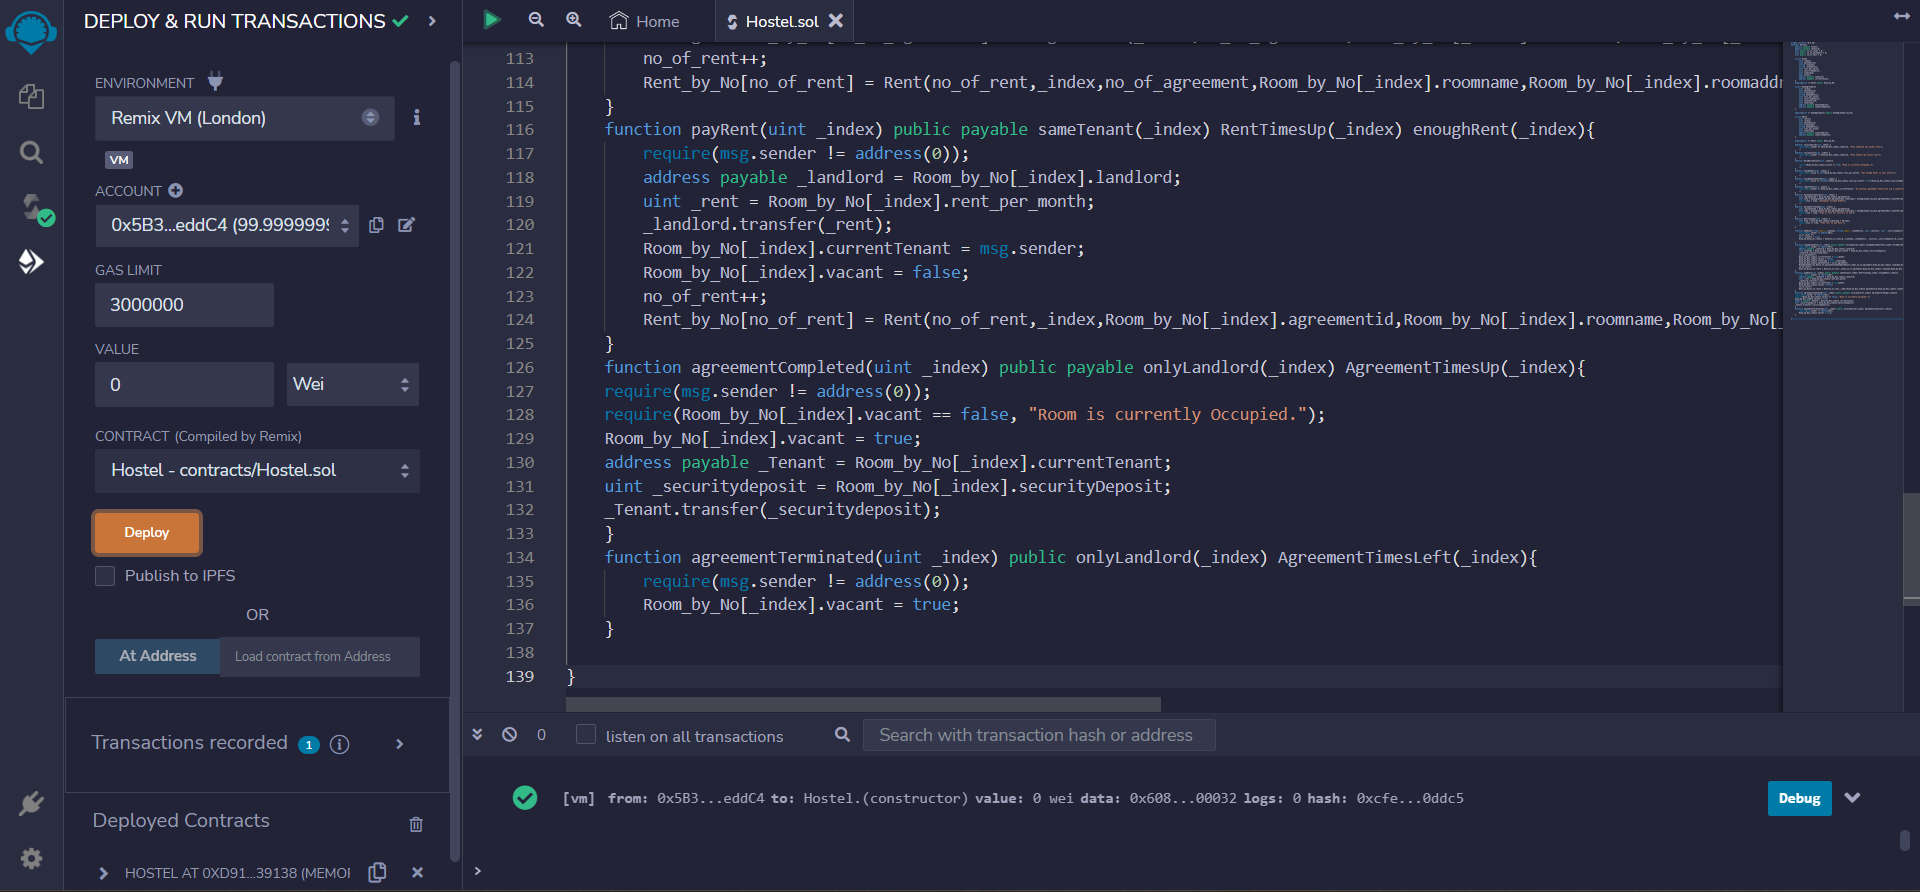 DEPLOY & RUN TRANSACTIONS
ENVIRONMENT
Remix VM (London)
VM
ACCOUNT
0x5B3...eddC4 (99.9999999
GAS LIMIT
3000000
VALUE
0
Wei
CONTRACT (Compiled by Remix)
Hostel - contracts/Hostel.sol
Deploy
Publish to IPFS
OR
At Address
Load contract from Address
Transactions recorded 1
Deployed Contracts
HOSTEL AT 0XD91...39138 (MEMOR
Home
Hostel.sol
113 no_of_rent++;
114 Rent_by_No[no_of_rent] = Rent(no_of_rent,_index,no_of_agreement,Room_by_No[_index].roomname,Room_by_No[_index].roomaddr
115 }
116 function payRent(uint _index) public payable sameTenant(_index) RentTimesUp(_index) enoughRent(_index){
117 require(msg.sender != address(0));
118 address payable _landlord = Room_by_No[_index].landlord;
119 uint _rent = Room_by_No[_index].rent_per_month;
120 _landlord.transfer(_rent);
121 Room_by_No[_index].currentTenant = msg.sender;
122 Room_by_No[_index].vacant = false;
123 no_of_rent++;
124 Rent_by_No[no_of_rent] = Rent(no_of_rent,_index,Room_by_No[_index].agreementid,Room_by_No[_index].roomname,Room_by_No[_
125 }
126 function agreementCompleted(uint _index) public payable onlyLandlord(_index) AgreementTimesUp(_index){
127 require(msg.sender != address(0));
128 require(Room_by_No[_index].vacant == false, "Room is currently Occupied.");
129 Room_by_No[_index].vacant = true;
130 address payable _Tenant = Room_by_No[_index].currentTenant;
131 uint _securitydeposit = Room_by_No[_index].securityDeposit;
132 _Tenant.transfer(_securitydeposit);
133 }
134 function agreementTerminated(uint _index) public onlyLandlord(_index) AgreementTimesLeft(_index){
135 require(msg.sender != address(0));
136 Room_by_No[_index].vacant = true;
137 }
138
139 }
0
listen on all transactions
Search with transaction hash or address
[vm] from: 0x5B3...eddC4 to: Hostel.(constructor) value: 0 wei data: 0x608...00032 logs: 0 hash: 0xcfe...0ddc5
Debug
>